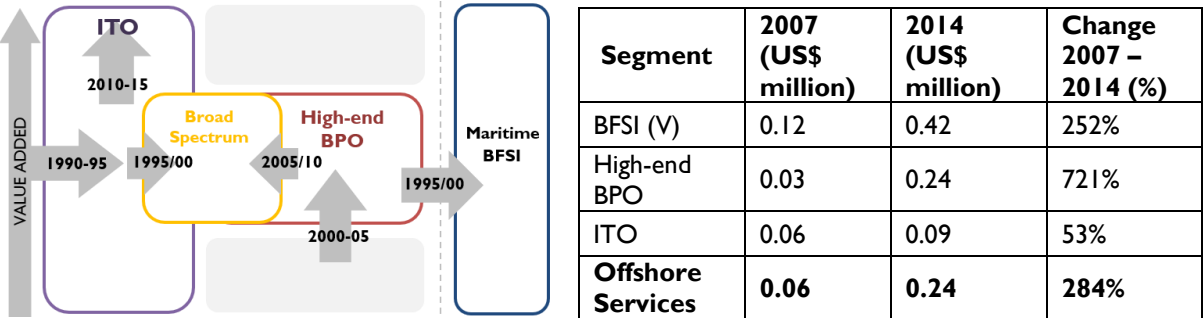 ITO
2010-15
Broad
Spectrum
High-end
BPO
Maritime
BFSI
1990-95
1995/00
2005/10
1995/00
2000-05
VALUE ADDED
Segment
2007
(US$
million)
2014
(US$
million)
Change
2007 –
2014 (%)
BFSI (V)
0.12
0.42
252%
High-end
BPO
0.03
0.24
721%
ITO
0.06
0.09
53%
Offshore
Services
0.06
0.24
284%